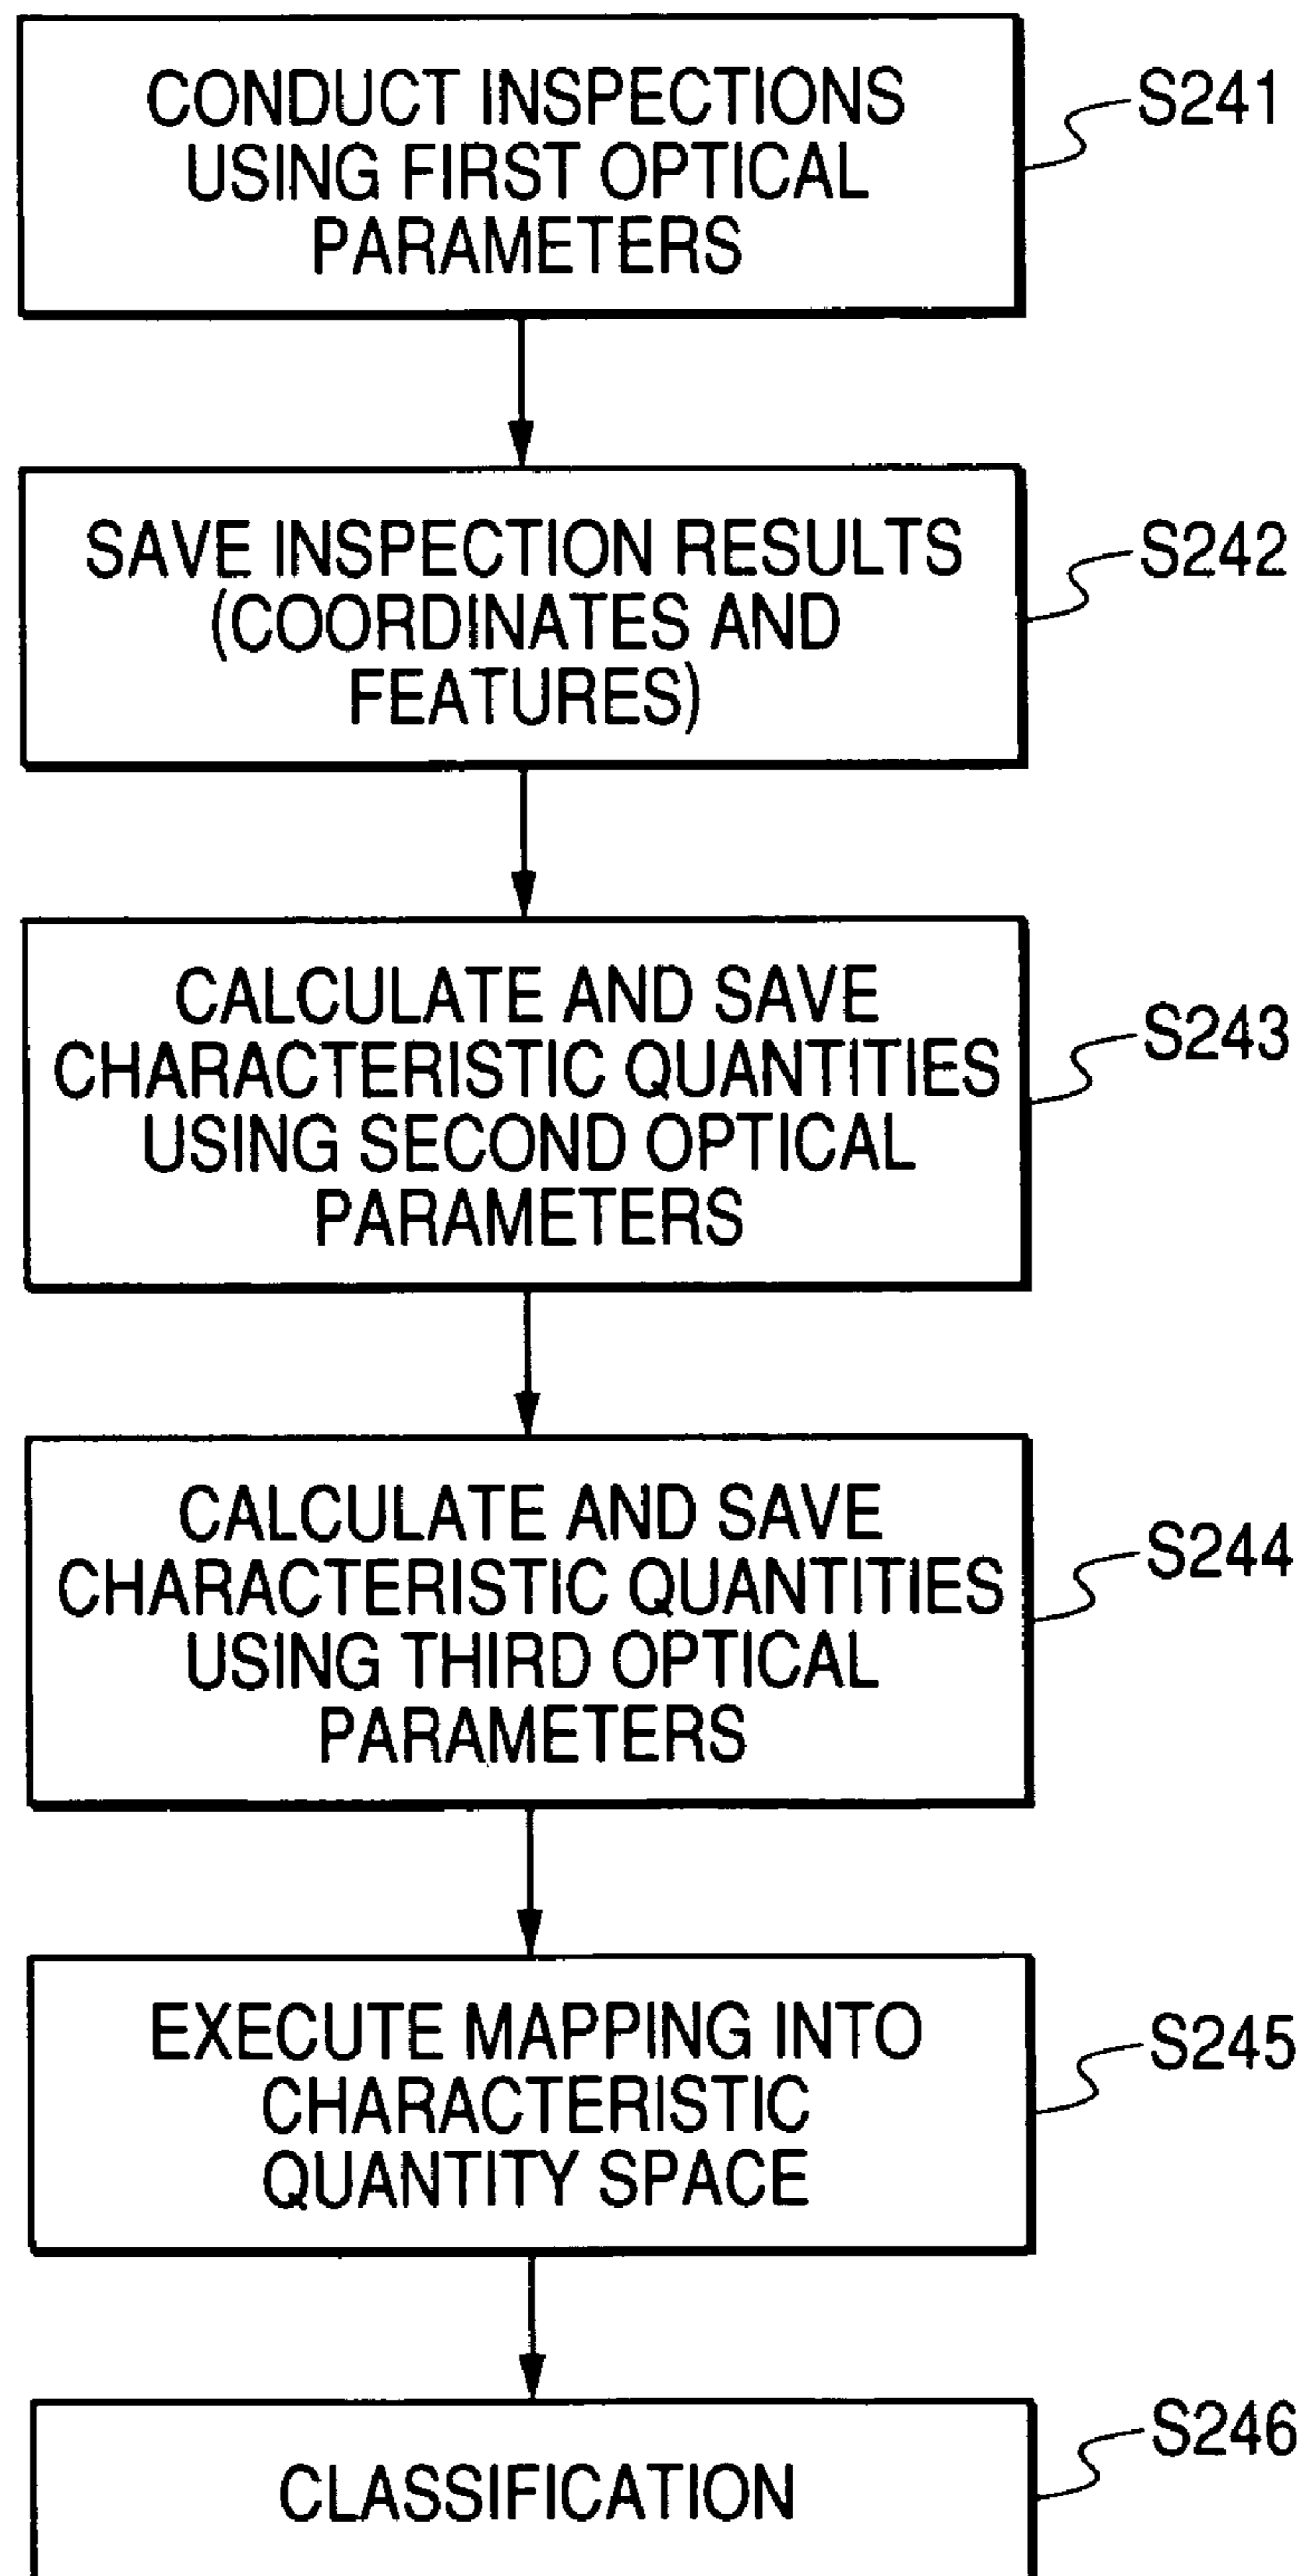 CONDUCT INSPECTIONS
USING FIRST OPTICAL
PARAMETERS
S241
SAVE INSPECTION RESULTS
(COORDINATES AND
FEATURES)
S242
CALCULATE AND SAVE
CHARACTERISTIC QUANTITIES
USING SECOND OPTICAL
PARAMETERS
S243
CALCULATE AND SAVE
CHARACTERISTIC QUANTITIES
USING THIRD OPTICAL
PARAMETERS
S244
EXECUTE MAPPING INTO
CHARACTERISTIC
QUANTITY SPACE
S245
CLASSIFICATION
S246